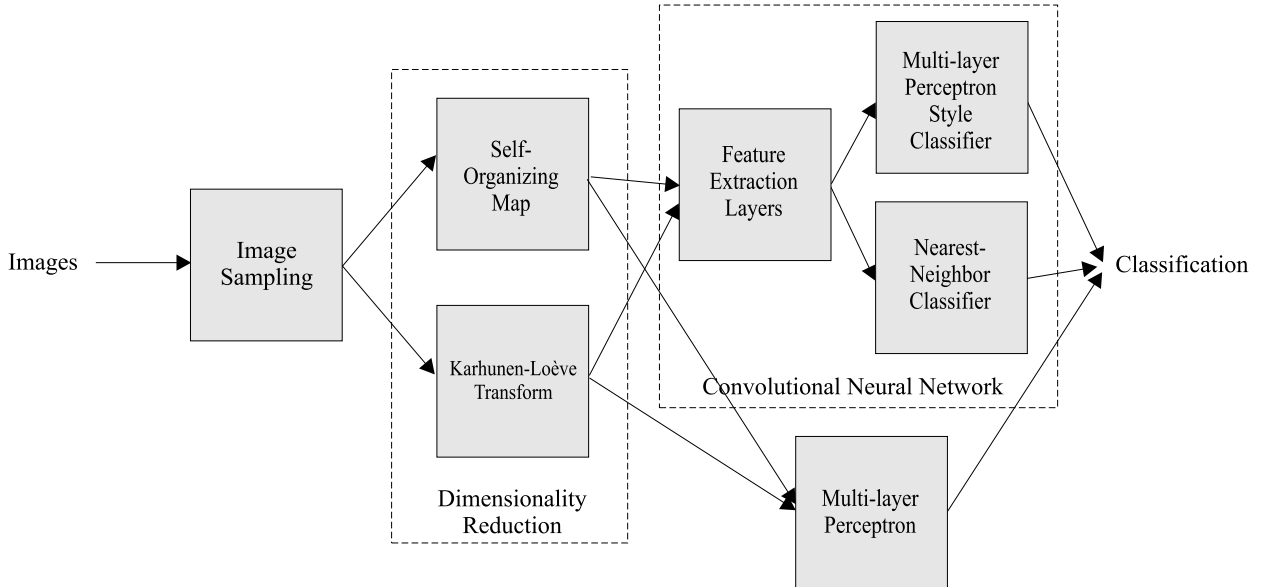 Images
Image
Sampling
Self-
Organizing
Map
Karhunen-Loève
Transform
Dimensionality
Reduction
Feature
Extraction
Layers
Multi-layer
Perceptron
Style
Classifier
Nearest-
Neighbor
Classifier
Convolutional Neural Network
Multi-layer
Perceptron
Classification